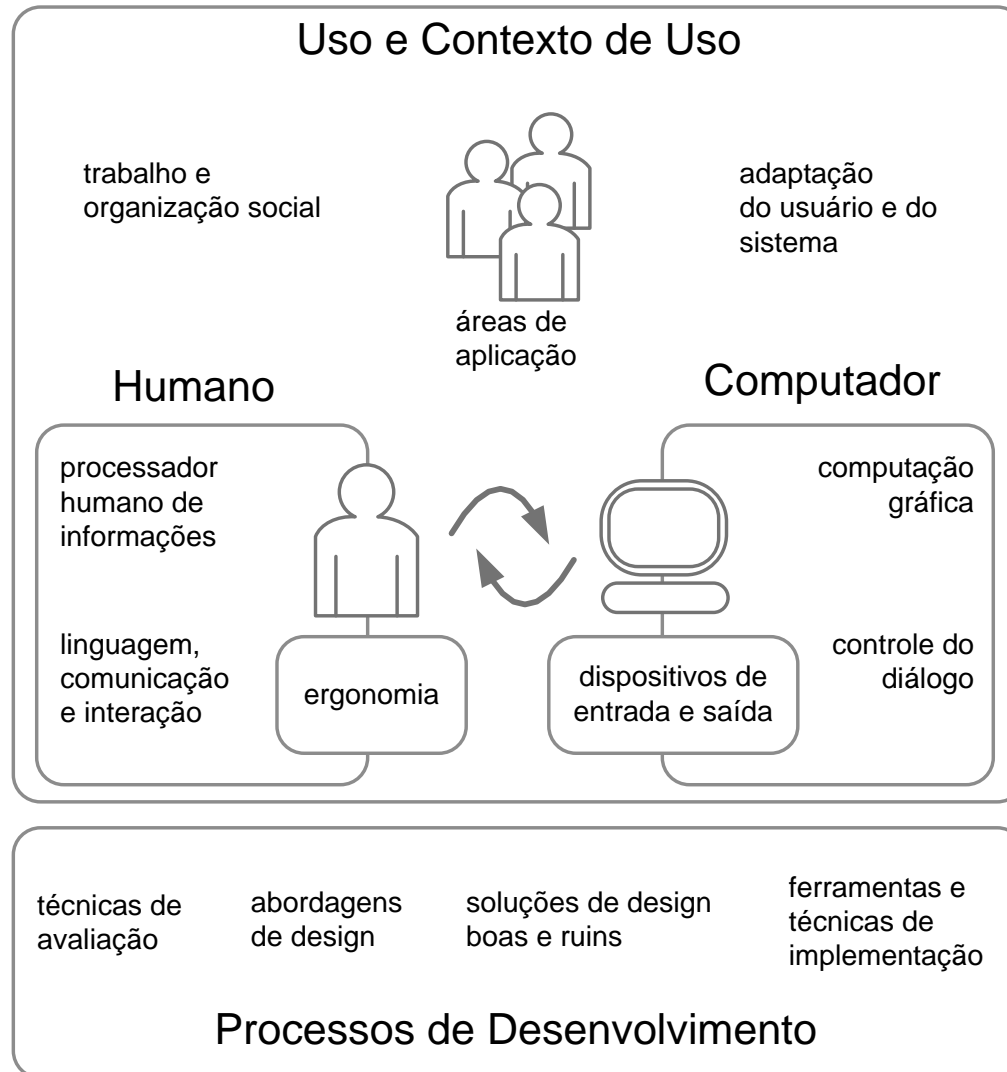 Uso e Contexto de Uso
trabalho e
organização social
adaptação
do usuário e do
sistema
áreas de
aplicação
Humano
Computador
processador
humano de
informações
linguagem,
comunicação
e interação
ergonomia
dispositivos de
entrada e saída
computação
gráfica
controle do
diálogo
técnicas de
avaliação
abordagens
de design
soluções de design
boas e ruins
ferramentas e
técnicas de
implementação
Processos de Desenvolvimento